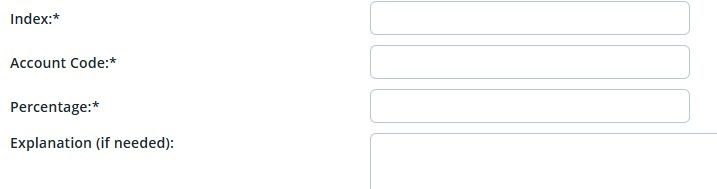 Index:*
Account Code:*
Percentage:*
Explanation (if needed):